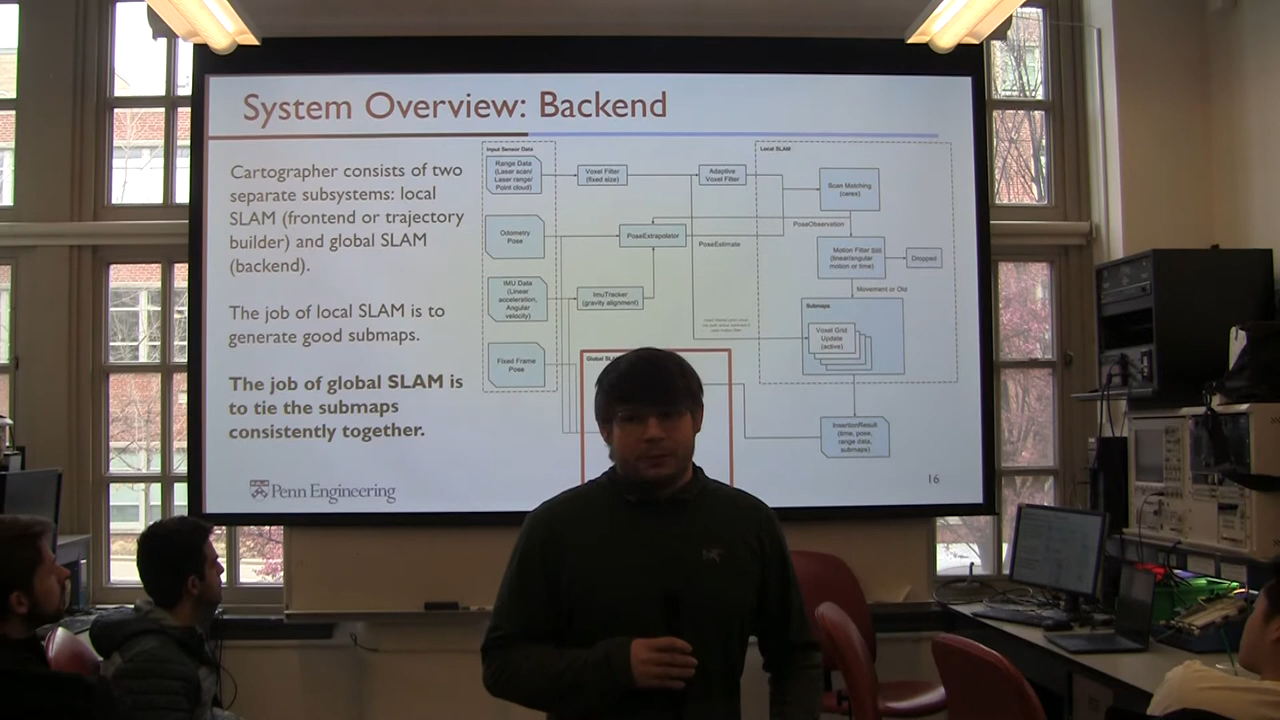 System Overview: Backend
Cartographer consists of two
separate subsystems: local
SLAM (frontend or trajectory
builder) and global SLAM
(backend).
The job of local SLAM is to
generate good submaps.
The job of global SLAM is
to tie the submaps
consistently together.
Penn Engineering
Input Sensor Data
Range Data
(Laser scan/
Laser range/
Point cloud)
Odometry
Pose
IMU Data
(Linear
acceleration,
Angular
velocity)
Fixed Frame
Pose
Voxel Filter
(fixed size)
Adaptive
Voxel Filter
PoseExtrapolator
PoseEstimate
ImuTracker
(gravity alignment)
Local SLAM
Scan Matching
(ceres)
PoseObservation
Motion Filter Still
(linear/angular
motion or time)
Dropped
Movement or Old
Submaps
Voxel Grid
Update
(active)
InsertionResult
(time, pose,
range data,
submaps)
Global
16